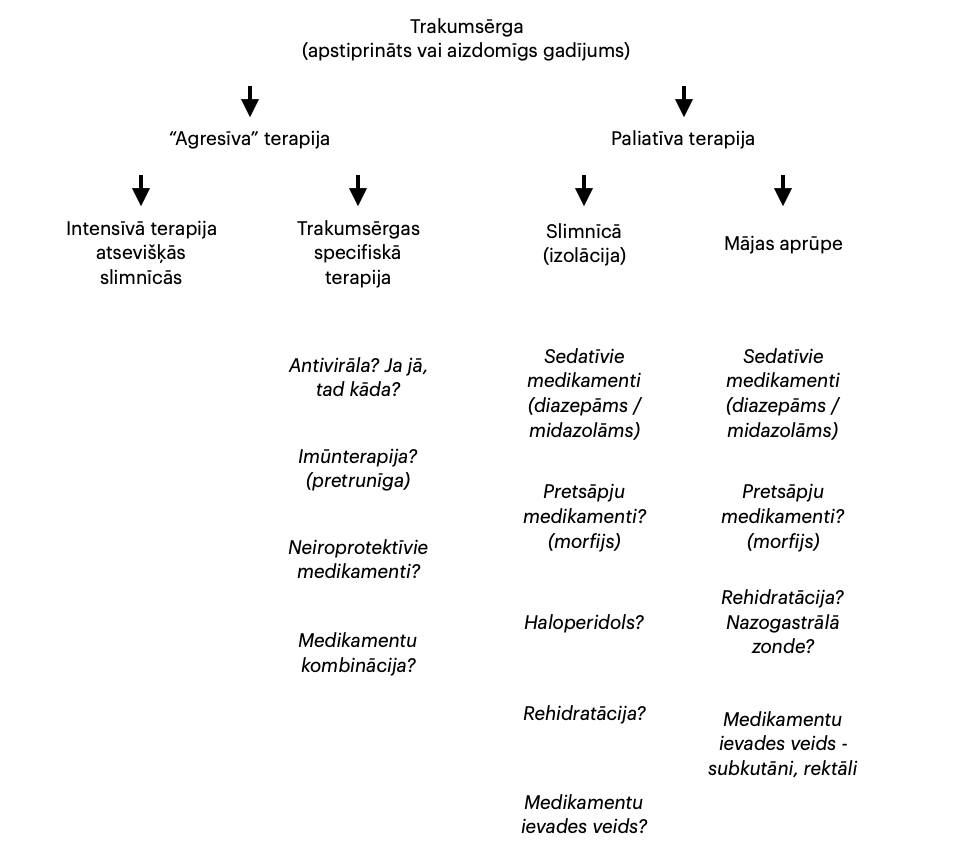 Trakumsērga
(apstiprināts vai aizdomīgs gadījums)
“Agresīva” terapija
Paliatīva terapija
Intensīvā terapija
atsevišķās
slimnīcās
Trakumsērgas
specifiskā
terapija
Slimnīcā
(izolācija)
Mājas aprūpe
Antivirāla? Ja jā,
tad kāda?
Imūnterapija?
(pretrunīga)
Neiroprotektīvie
medikamenti?
Medikamentu
kombinācija?
Sedatīvie
medikamenti
(diazepāms /
midazolāms)
Pretsāpju
medikamenti?
(morfijs)
Haloperidols?
Rehidratācija?
Medikamentu
ievades veids?
Sedatīvie
medikamenti
(diazepāms /
midazolāms)
Pretsāpju
medikamenti?
(morfijs)
Rehidratācija?
Nazogastrālā
zonde?
Medikamentu
ievades veids -
subkutāni, rektāli